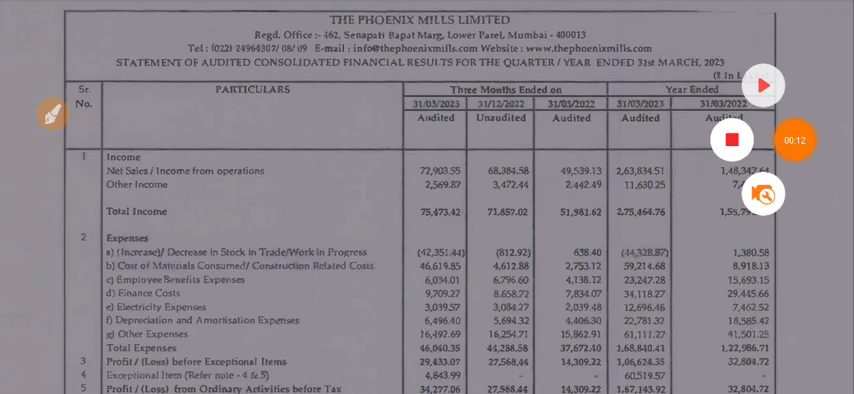 THE PHOENIX MILLS LIMITED
Regd. Office :- 462, Senapati Bapat Marg, Lower Parel, Mumbai - 400013
Tel : (022) 24964307/ 08/ 09 E-mail : info@thephoenixmills.com Website : www.thephoenixmills.com
STATEMENT OF AUDITED CONSOLIDATED FINANCIAL RESULTS FOR THE QUARTER / YEAR ENDED 31st MARCH, 2023
Sr. No. PARTICULARS Three Months Ended on Year Ended
31/03/2023 31/12/2022 31/03/2022 31/03/2023 31/03/2022
Audited Unaudited Audited Audited
00:12
1 Income
Net Sales / Income from operations 72,903.55 68,384.58 49,539.13 2,63,834.51
Other Income 2,569.87 3,472.44 2,442.49 11,630.25
Total Income 75,473.42 71,857.02 51,981.62 2,75,464.76
2 Expenses
a) (Increase)/ Decrease in Stock in Trade/Work in Progress (42,351.44) (812.92) 638.40 (44,328.87) 1,380.58
b) Cost of Materials Consumed/ Construction Related Costs 46,619.85 4,612.88 2,753.12 59,214.68 8,918.13
c) Employee Benefits Expenses 6,034.01 6,796.60 4,138.12 23,247.28 15,693.15
d) Finance Costs 9,709.27 8,658.72 7,834.07 34,118.27 29,445.66
e) Electricity Expenses 3,039.57 3,084.27 2,039.48 12,696.46 7,462.52
f) Depreciation and Amortisation Expenses 6,496.40 5,694.32 4,406.30 22,781.32 18,585.42
g) Other Expenses 16,492.69 16,254.71 15,862.91 61,111.27 41,501.25
Total Expenses 46,040.35 44,288.58 37,672.40 1,68,840.41 1,22,986.71
3 Profit / (Loss) before Exceptional Items 29,433.07 27,568.44 14,309.22 1,06,624.35 32,804.72
4 Exceptional Item (Refer note - 4 & 5) 4,843.99 - - 60,519.57 -
5 Profit / (Loss) from Ordinary Activities before Tax 34,277.06 27,568.44 14,309.22 1,67,143.92 32,804.72